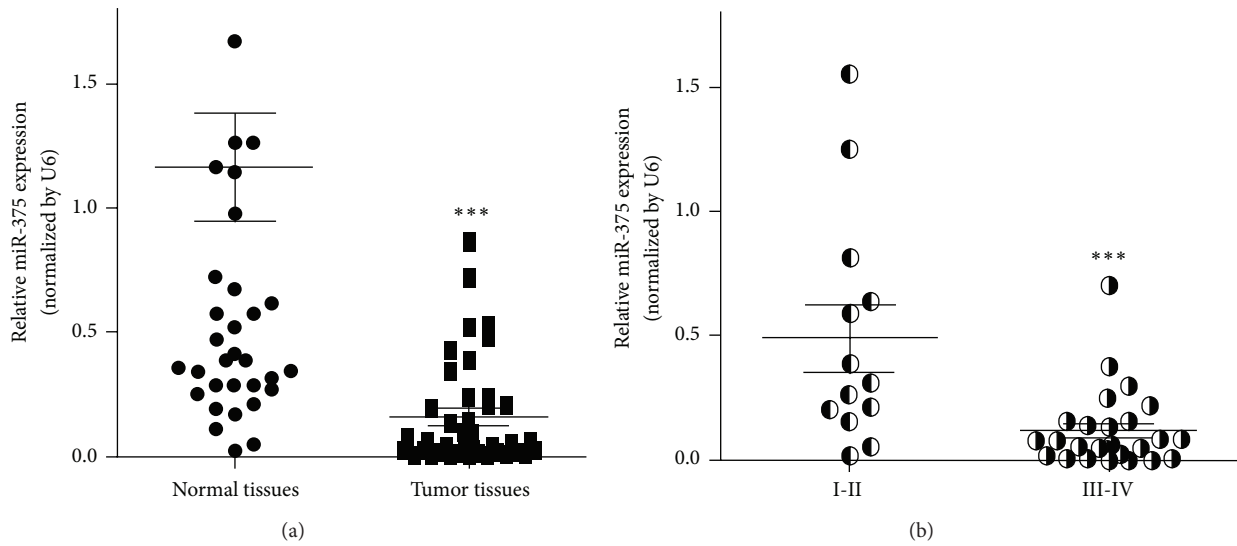 Relative miR-375 expression
(normalized by U6)
1.5
1.0
0.5
0.0
***
Normal tissues
Tumor tissues
(a)
Relative miR-375 expression
(normalized by U6)
1.5
1.0
0.5
0.0
***
I-II
III-IV
(b)